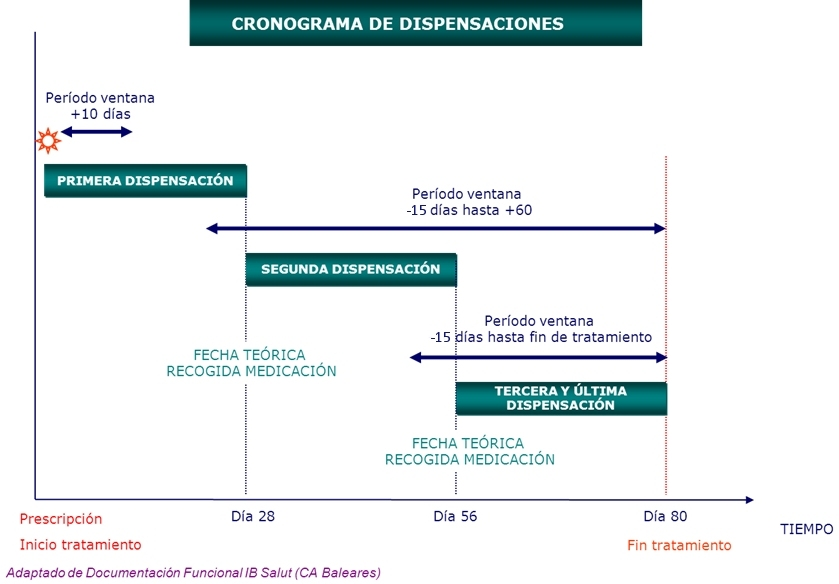 CRONOGRAMA DE DISPENSACIONES
Período ventana
+10 días
PRIMERA DISPENSACIÓN
Período ventana
-15 días hasta +60
SEGUNDA DISPENSACIÓN
Período ventana
-15 días hasta fin de tratamiento
FECHA TEÓRICA
RECOGIDA MEDICACIÓN
TERCERA Y ÚLTIMA
DISPENSACIÓN
FECHA TEÓRICA
RECOGIDA MEDICACIÓN
Prescripción
Inicio tratamiento
Día 28
Día 56
Día 80
Fin tratamiento
TIEMPO
Adaptado de Documentación Funcional IB Salut (CA Baleares)